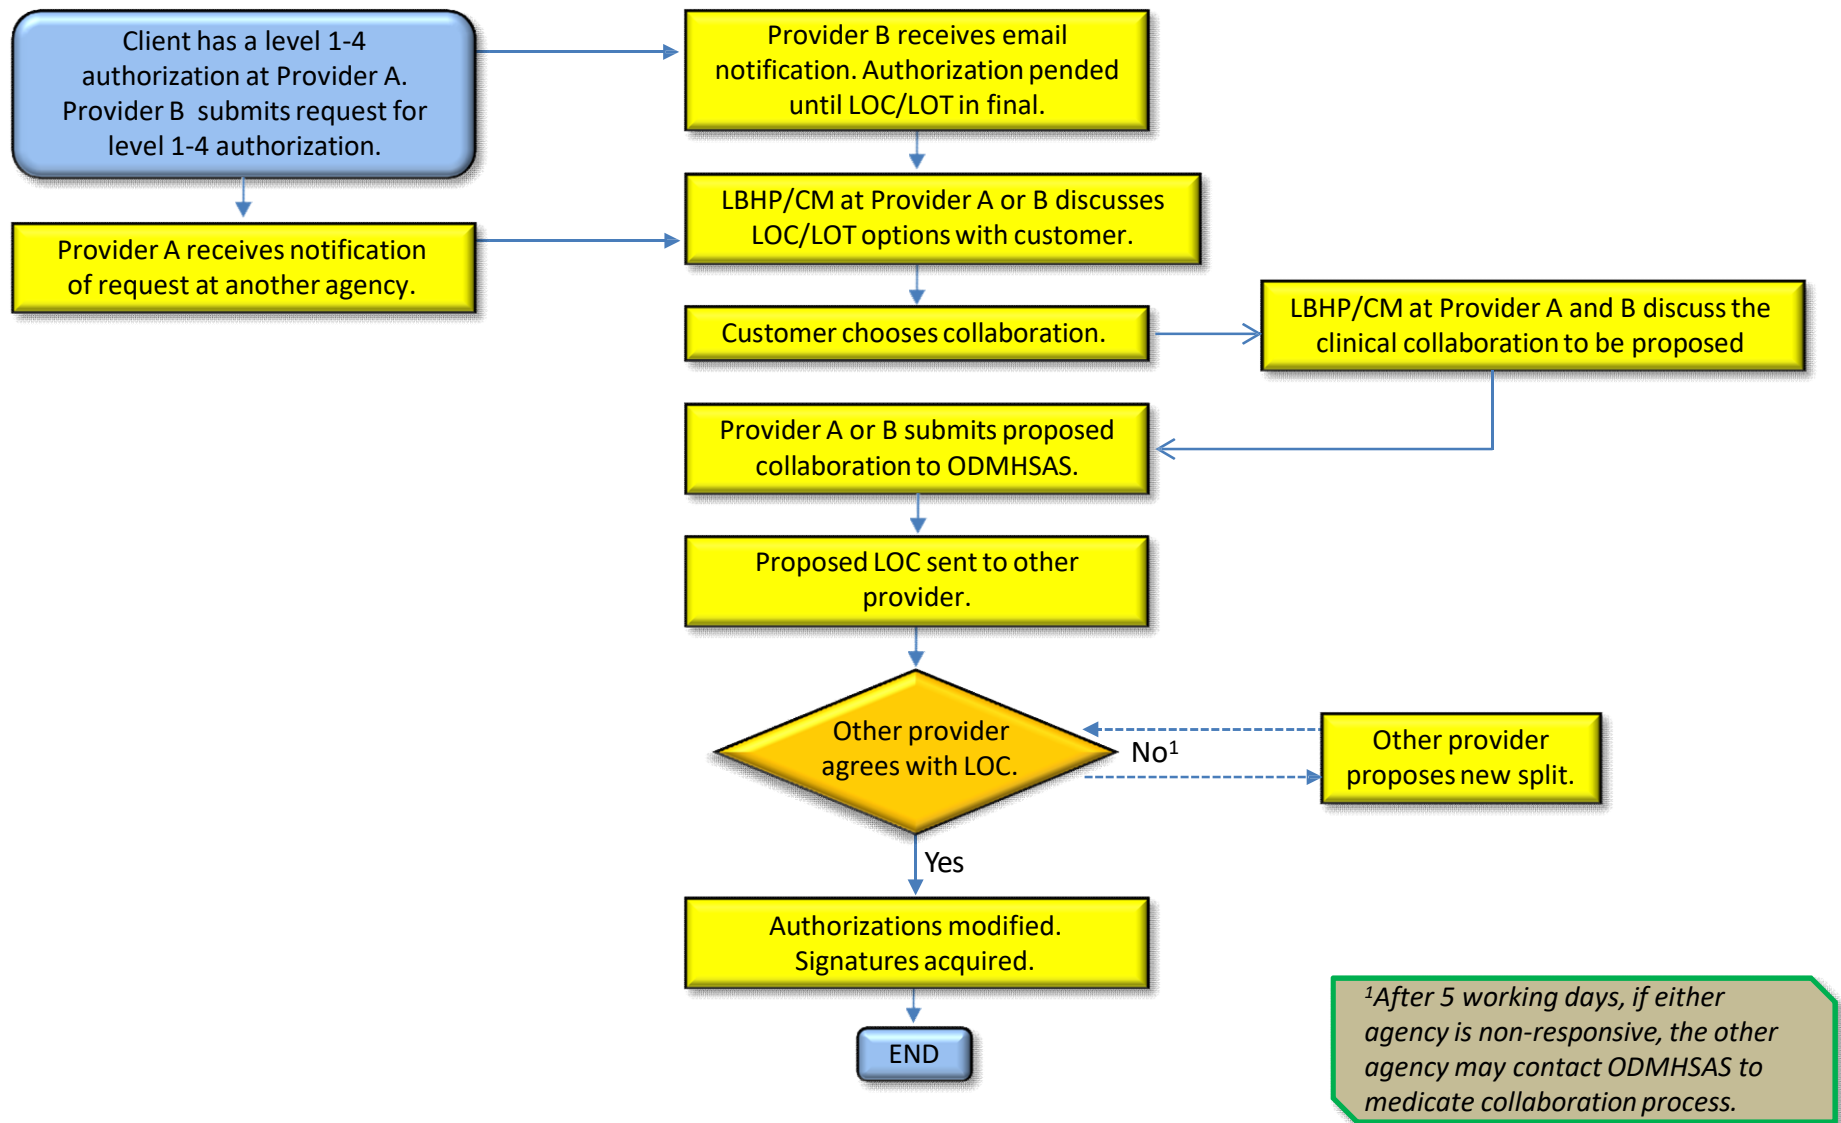 Client has a level 1-4
authorization at Provider A.
Provider B submits request for
level 1-4 authorization.
Provider B receives email
notification. Authorization pended
until LOC/LOT in final.
Provider A receives notification
of request at another agency.
LBHP/CM at Provider A or B discusses
LOC/LOT options with customer.
Customer chooses collaboration.
LBHP/CM at Provider A and B discuss the
clinical collaboration to be proposed
Provider A or B submits proposed
collaboration to ODMHSAS.
Proposed LOC sent to other
provider.
Other provider
agrees with LOC.
No¹
Other provider
proposes new split.
Yes
Authorizations modified.
Signatures acquired.
END
¹After 5 working days, if either
agency is non-responsive, the other
agency may contact ODMHSAS to
medicate collaboration process.